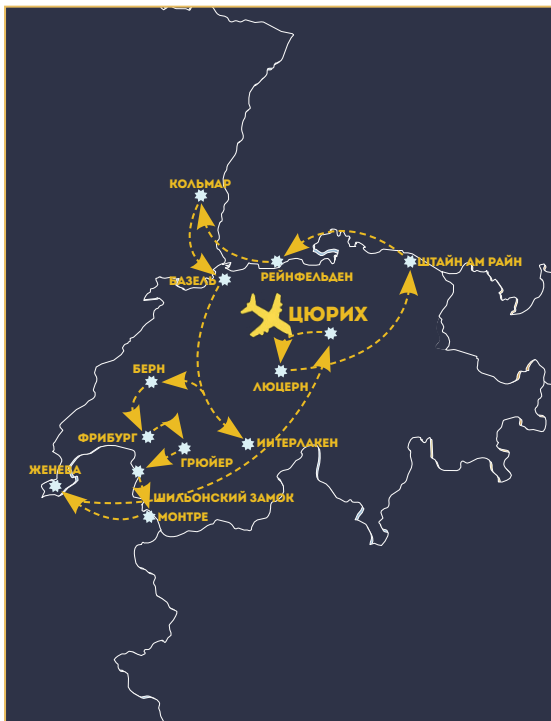 КОЛЬМАР
ШТАЙН АМ РАЙН
РЕЙНФЕЛЬДЕН
БАЗЕЛЬ
ЦЮРИХ
БЕРН
ЛЮЦЕРН
ФРИБУРГ
ИНТЕРЛАКЕН
ГРЮЙЕР
ЖЕНЕВА
ШИЛЬОНСКИЙ ЗАМОК
МОНТРЕ